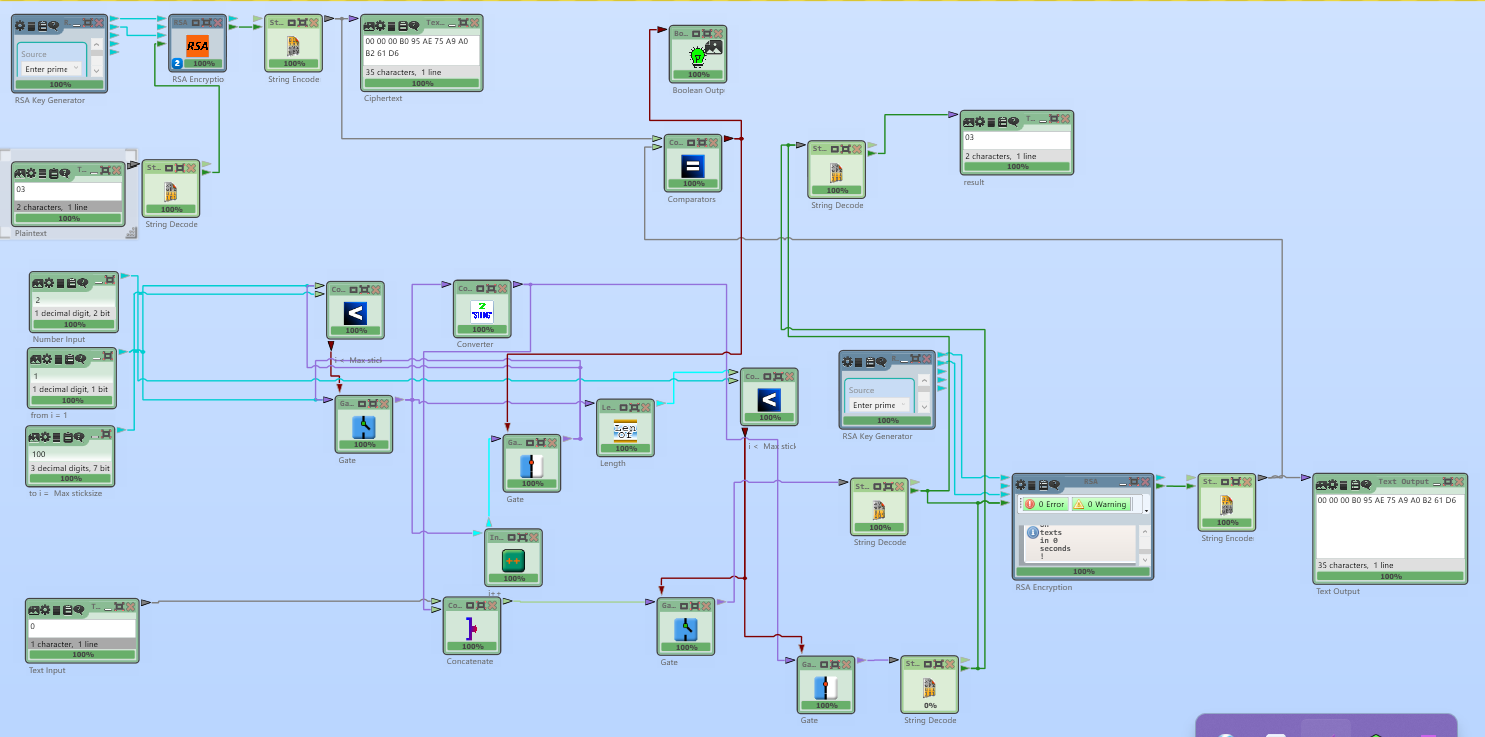 R...
RSA
St...
Tex...
Bo...
Source
Enter prime
RSA
00 00 00 B0 95 AE 75 A9 A0
B2 61 D6
2
35 characters, 1 line
100%
100%
100%
100%
100%
RSA Key Generator
RSA Encryptio
String Encode
Ciphertext
Boolean Outp
T...
03
2 characters, 1 line
100%
result
Co...
=
100%
Comparators
St...
100%
String Decode
T...
03
2 characters, 1 line
100%
Plaintext
St...
100%
String Decode
2
1 decimal digit, 2 bit
100%
Number Input
Co...
<
100%
i < Max stick
Co...
2
"STRING"
100%
Converter
1
1 decimal digit, 1 bit
100%
from i = 1
Ga...
100%
Gate
Le...
Len
Of
100%
Length
Co...
<
100%
i < Max stick
R...
Source
Enter prime
100%
RSA Key Generator
100
3 decimal digits, 7 bit
100%
to i = Max sticksize
Ga...
100%
Gate
St...
100%
String Decode
RSA
0 Error
0 Warning
texts
in 0
seconds
!
100%
RSA Encryption
St...
100%
String Encode
Text Output
00 00 00 B0 95 AE 75 A9 A0 B2 61 D6
35 characters, 1 line
100%
Text Output
In...
++
100%
i++
T...
0
1 character, 1 line
100%
Text Input
Co...
100%
Concatenate
Ga...
100%
Gate
Ga...
100%
Gate
St...
0%
String Decode